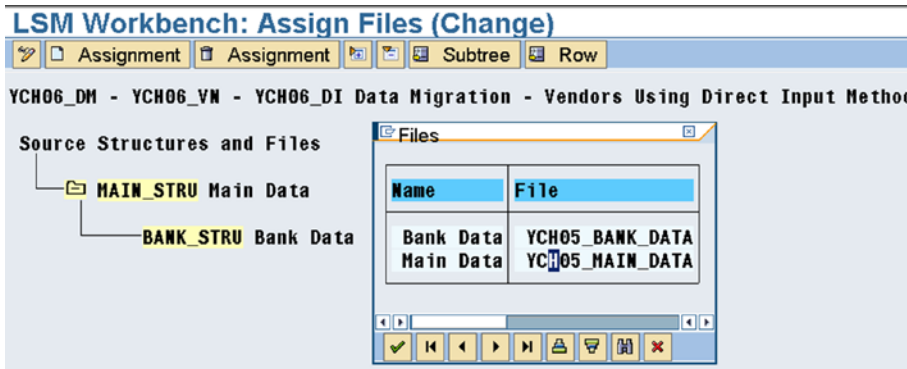 LSM Workbench: Assign Files (Change)
Assignment Assignment Subtree Row
YCH06_DM - YCH06_VN - YCH06_DI Data Migration - Vendors Using Direct Input Metho
Source Structures and Files
MAIN_STRU Main Data
BANK_STRU Bank Data
Files
Name File
Bank Data YCH05_BANK_DATA
Main Data YCH05_MAIN_DATA